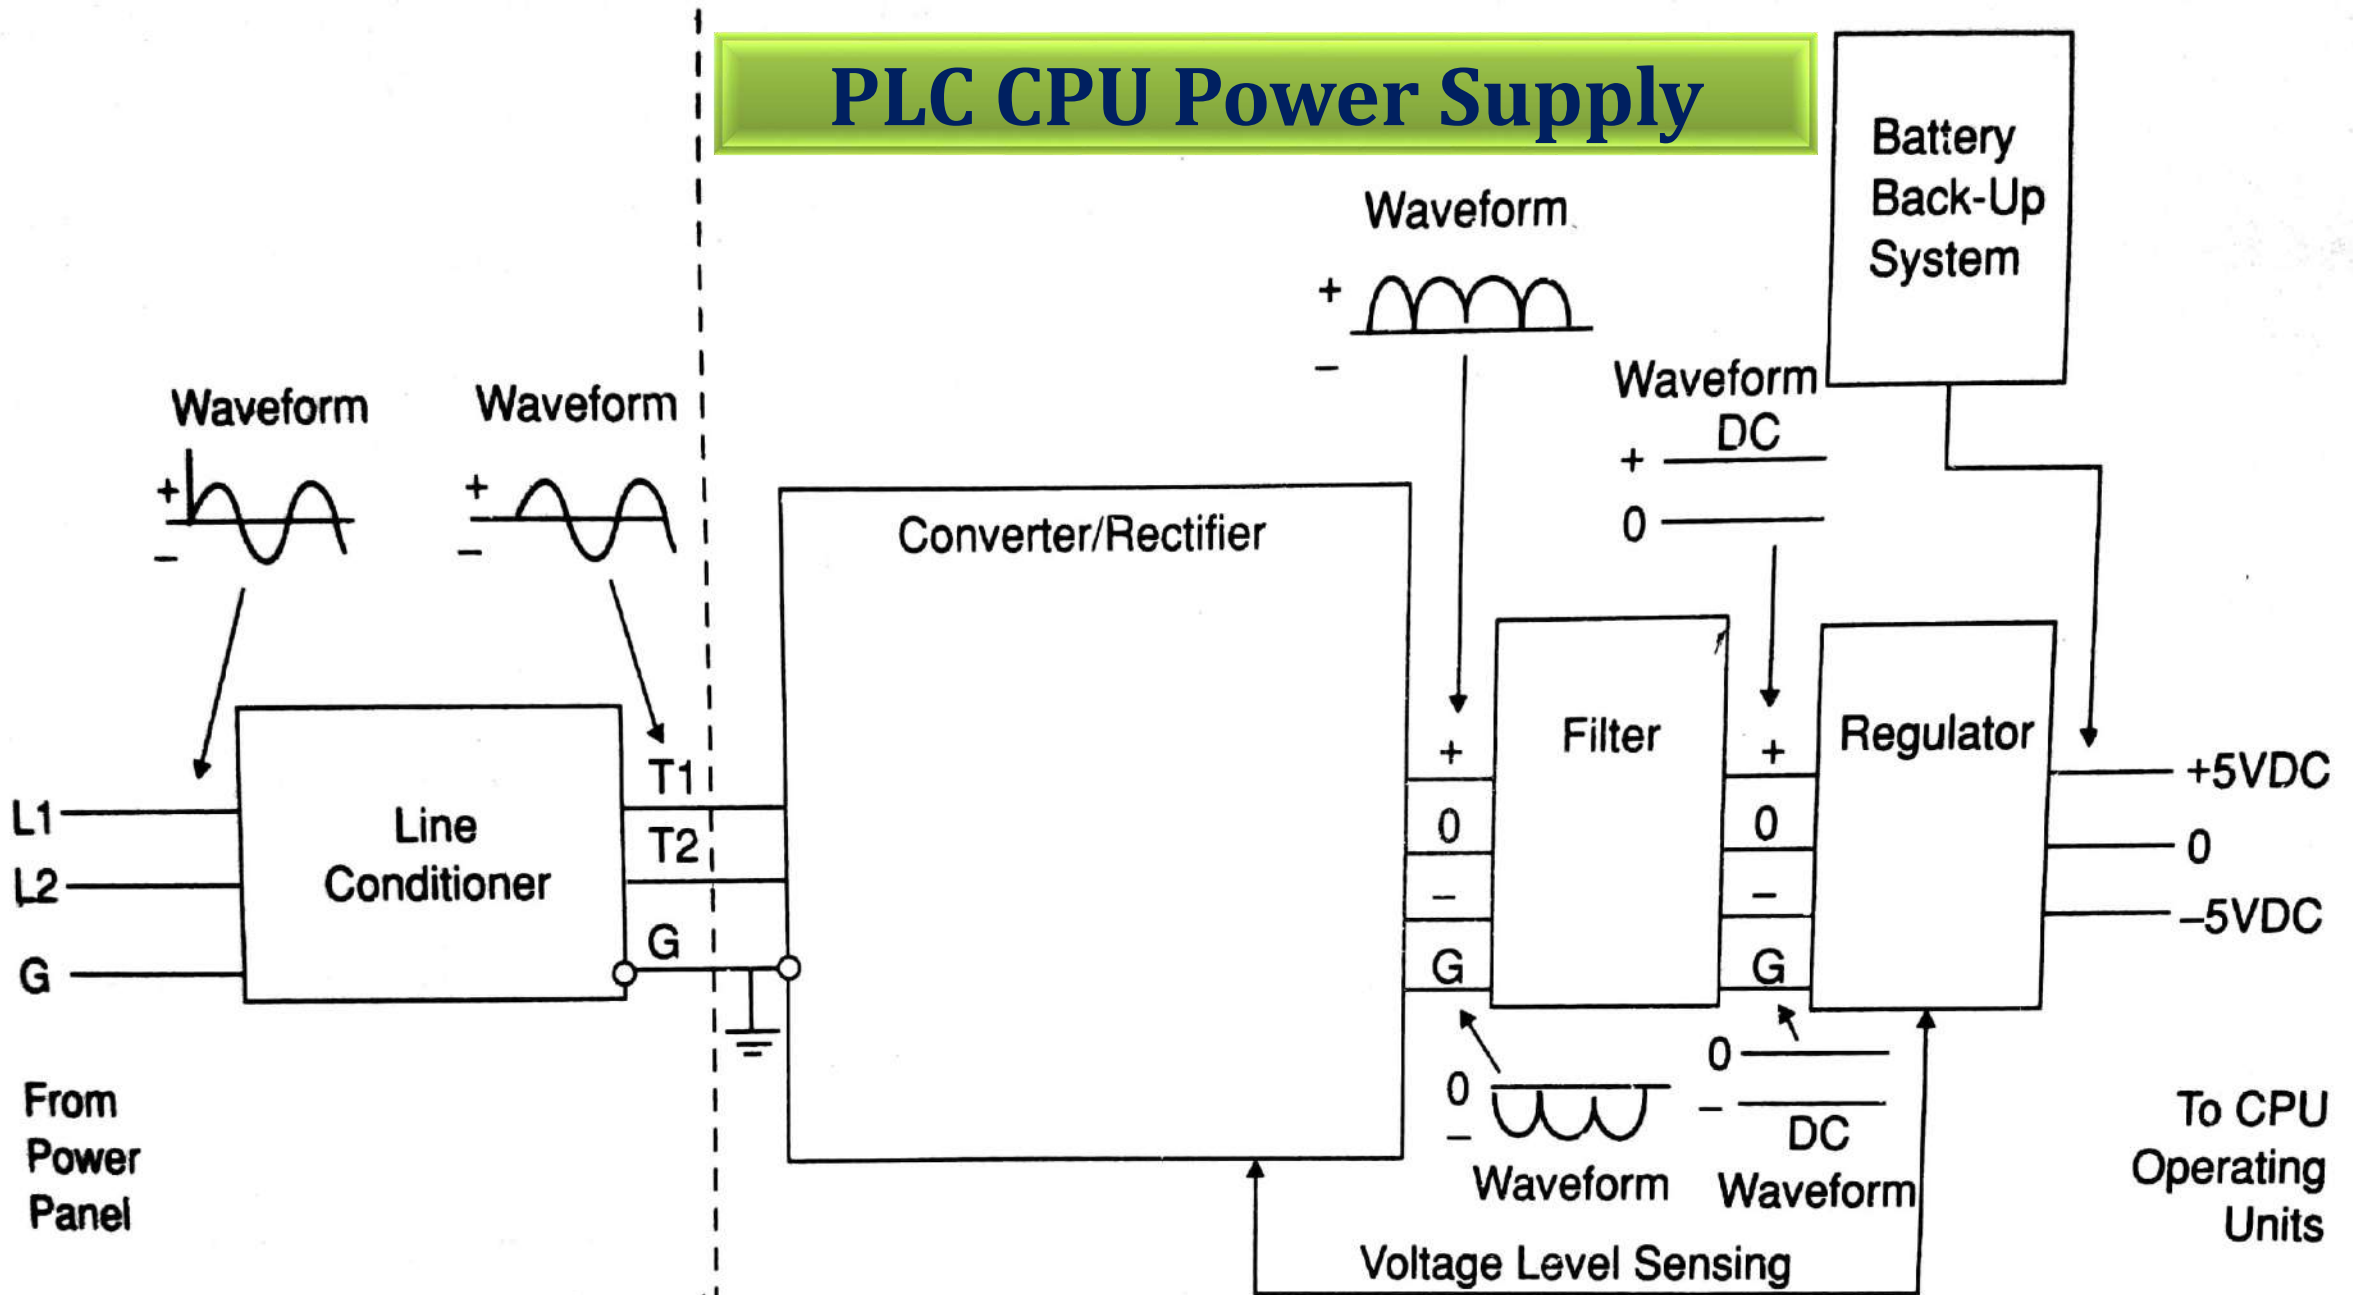 PLC CPU Power Supply
Battery
Back-Up
System
Waveform
+
–
Waveform
DC
+
0
Waveform
+
–
Waveform
+
–
Converter/Rectifier
Filter
Regulator
Line
Conditioner
L1
L2
G
T1
T2
G
+
0
–
G
+
0
–
G
+5VDC
0
–5VDC
0
–
Waveform
0
–
DC
Waveform
From
Power
Panel
To CPU
Operating
Units
Voltage Level Sensing